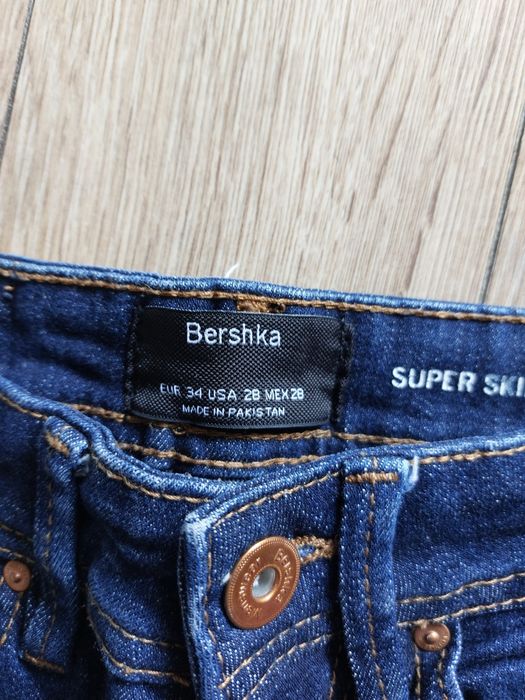 Bershka
EUR 34 USA 28 MEX 28
MADE IN PAKISTAN
SUPER SKI